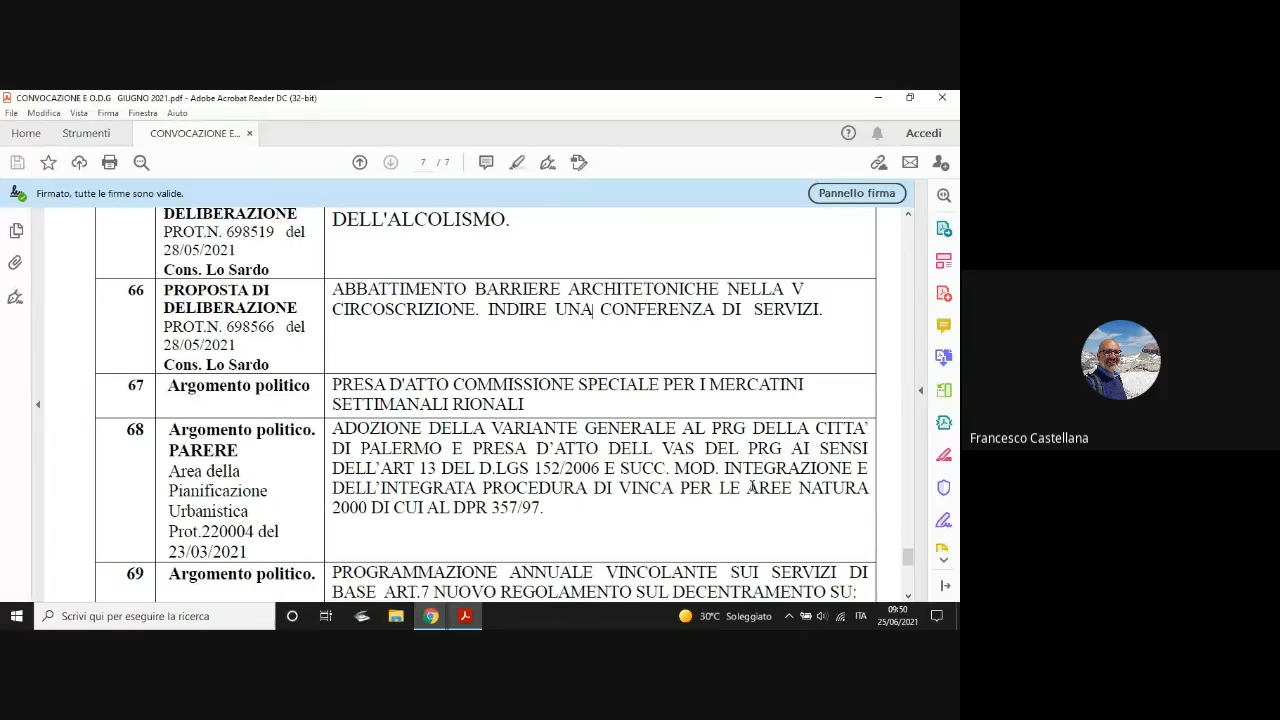 CONVOCAZIONE E O.D.G GIUGNO 2021.pdf - Adobe Acrobat Reader DC (32-bit)
File Modifica Vista Firma Finestra Aiuto
Home Strumenti CONVOCAZIONE E... × Accedi
7 / 7
Firmato, tutte le firme sono valide. Pannello firma
DELIBERAZIONE
PROT.N. 698519 del
28/05/2021
Cons. Lo Sardo
DELL'ALCOLISMO.
66
PROPOSTA DI
DELIBERAZIONE
PROT.N. 698566 del
28/05/2021
Cons. Lo Sardo
ABBATTIMENTO BARRIERE ARCHITETONICHE NELLA V
CIRCOSCRIZIONE. INDIRE UNA CONFERENZA DI SERVIZI.
67
Argomento politico
PRESA D'ATTO COMMISSIONE SPECIALE PER I MERCATINI
SETTIMANALI RIONALI
68
Argomento politico.
PARERE
Area della
Pianificazione
Urbanistica
Prot.220004 del
23/03/2021
ADOZIONE DELLA VARIANTE GENERALE AL PRG DELLA CITTA’
DI PALERMO E PRESA D’ATTO DELL VAS DEL PRG AI SENSI
DELL’ART 13 DEL D.LGS 152/2006 E SUCC. MOD. INTEGRAZIONE E
DELL’INTEGRATA PROCEDURA DI VINCA PER LE AREE NATURA
2000 DI CUI AL DPR 357/97.
69
Argomento politico.
PROGRAMMAZIONE ANNUALE VINCOLANTE SUI SERVIZI DI
BASE ART.7 NUOVO REGOLAMENTO SUL DECENTRAMENTO SU:
Scrivi qui per eseguire la ricerca
30°C Soleggiato
ITA
09:50
25/06/2021
Francesco Castellana